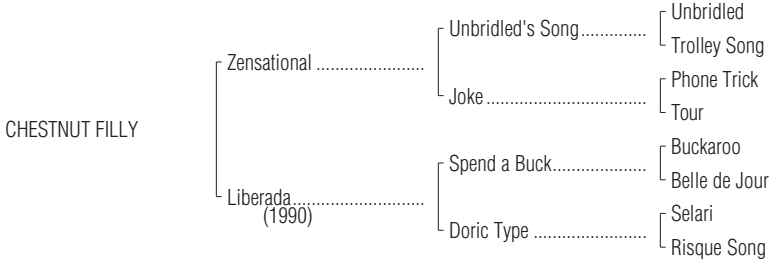 Unbridled
Unbridled's Song................
Trolley Song
Zensational ......................
Phone Trick
Joke................................
Tour
CHESTNUT FILLY
Buckaroo
Spend a Buck...................
Belle de Jour
Liberada..........................
(1990)
Selari
Doric Type ......................
Risque Song